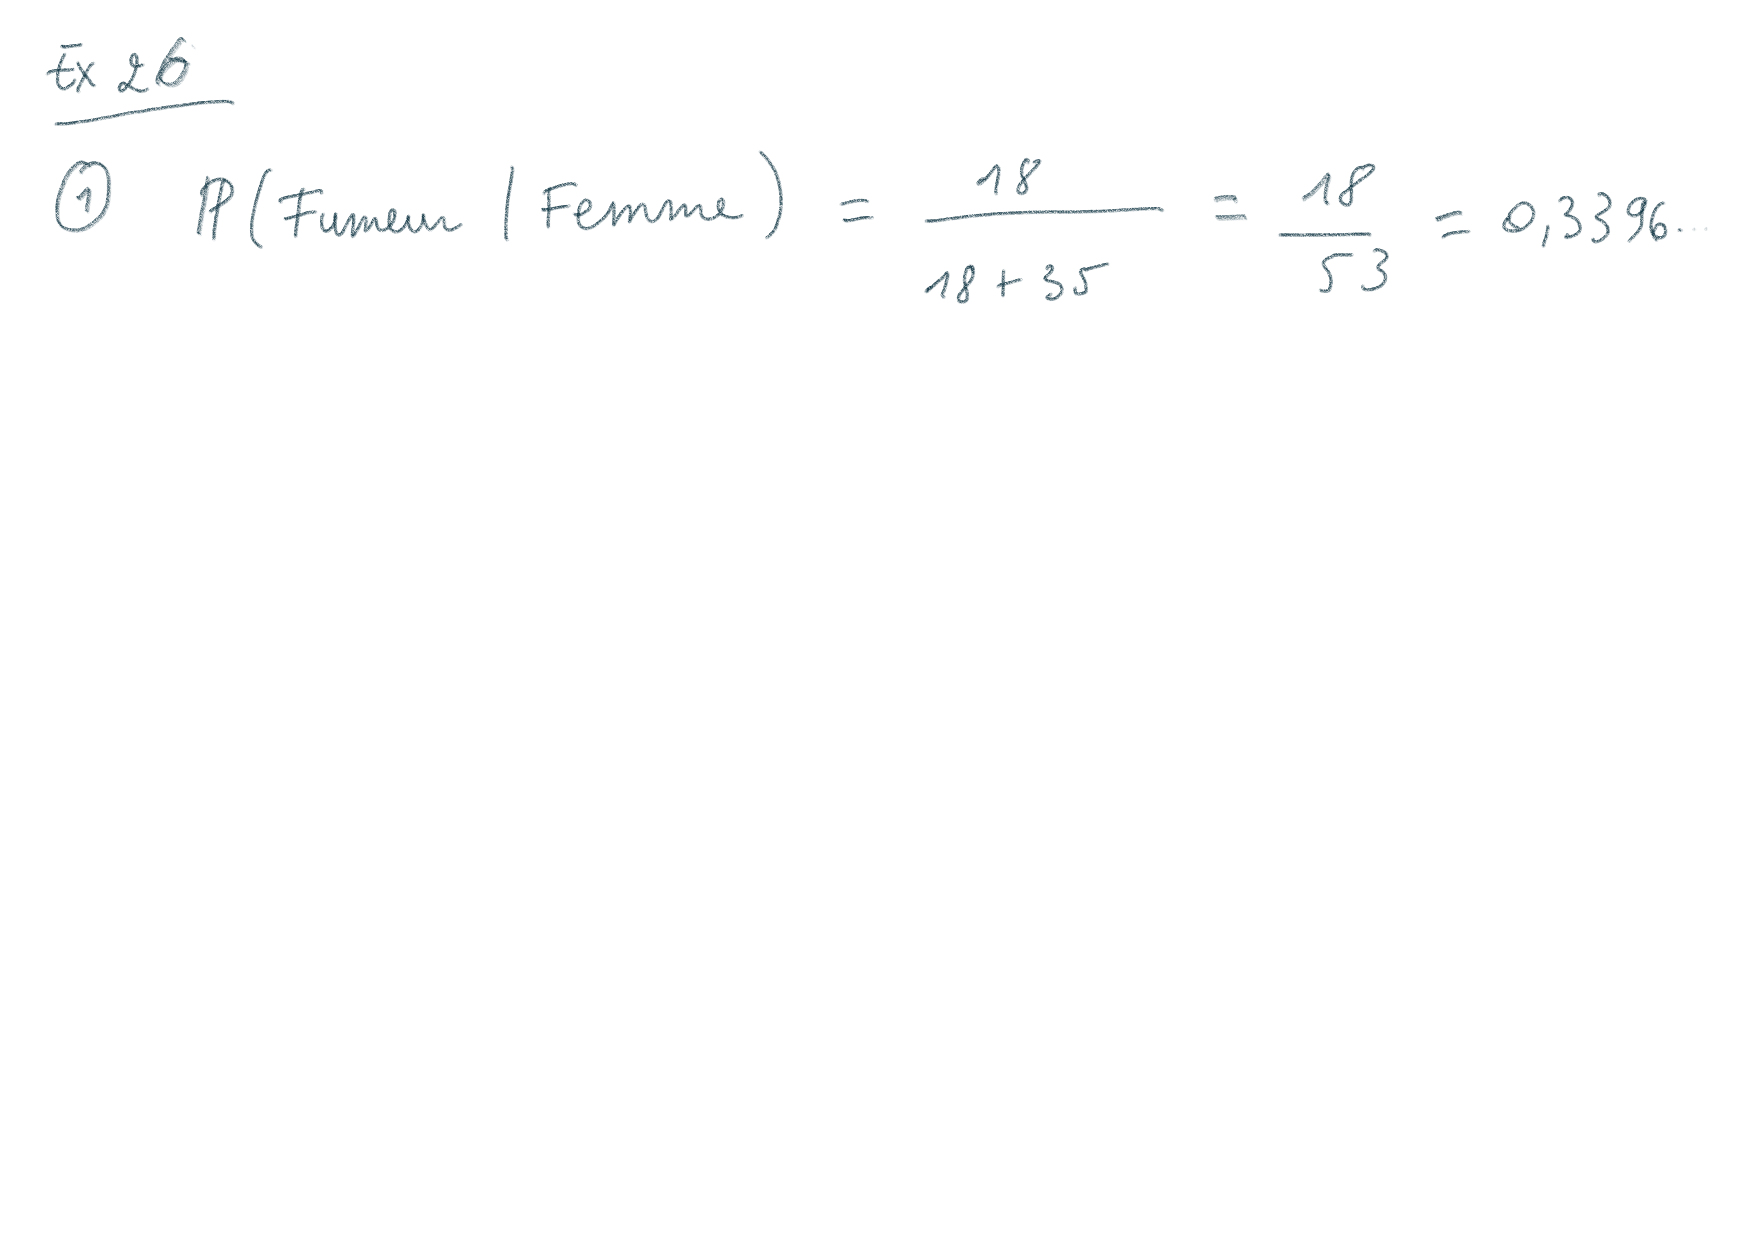 Ex 26
① ℙ(Fumeur | Femme) = 18 / (18 + 35) = 18 / 53 = 0,3396...